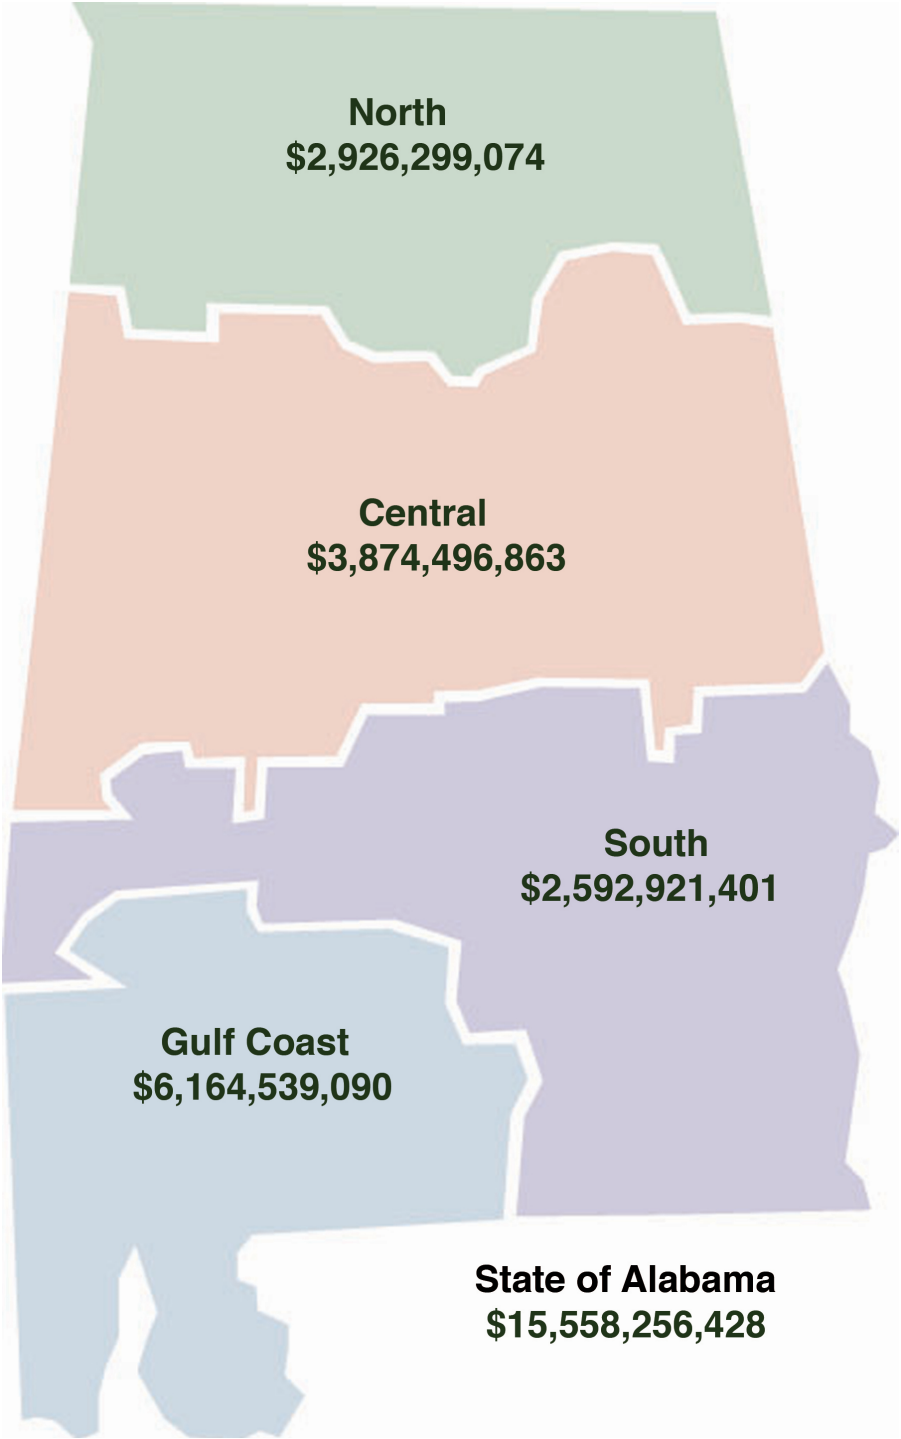 North
$2,926,299,074
Central
$3,874,496,863
South
$2,592,921,401
Gulf Coast
$6,164,539,090
State of Alabama
$15,558,256,428